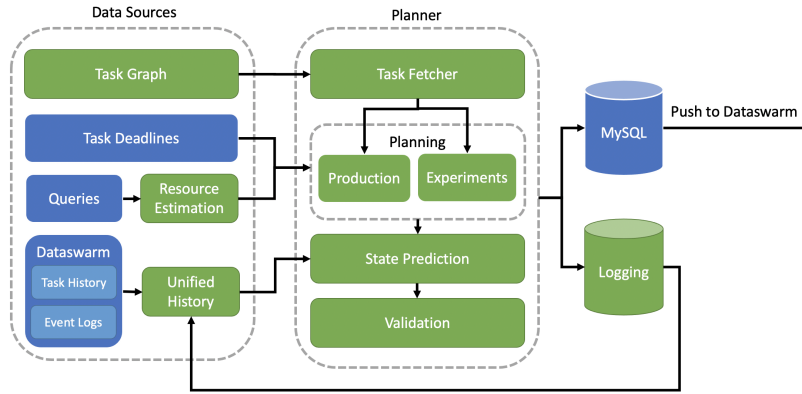 Data Sources
Planner
Task Graph
Task Fetcher
Task Deadlines
Planning
Production
Experiments
Queries
Resource
Estimation
Dataswarm
Task History
Event Logs
Unified
History
State Prediction
Validation
MySQL
Push to Dataswarm
Logging